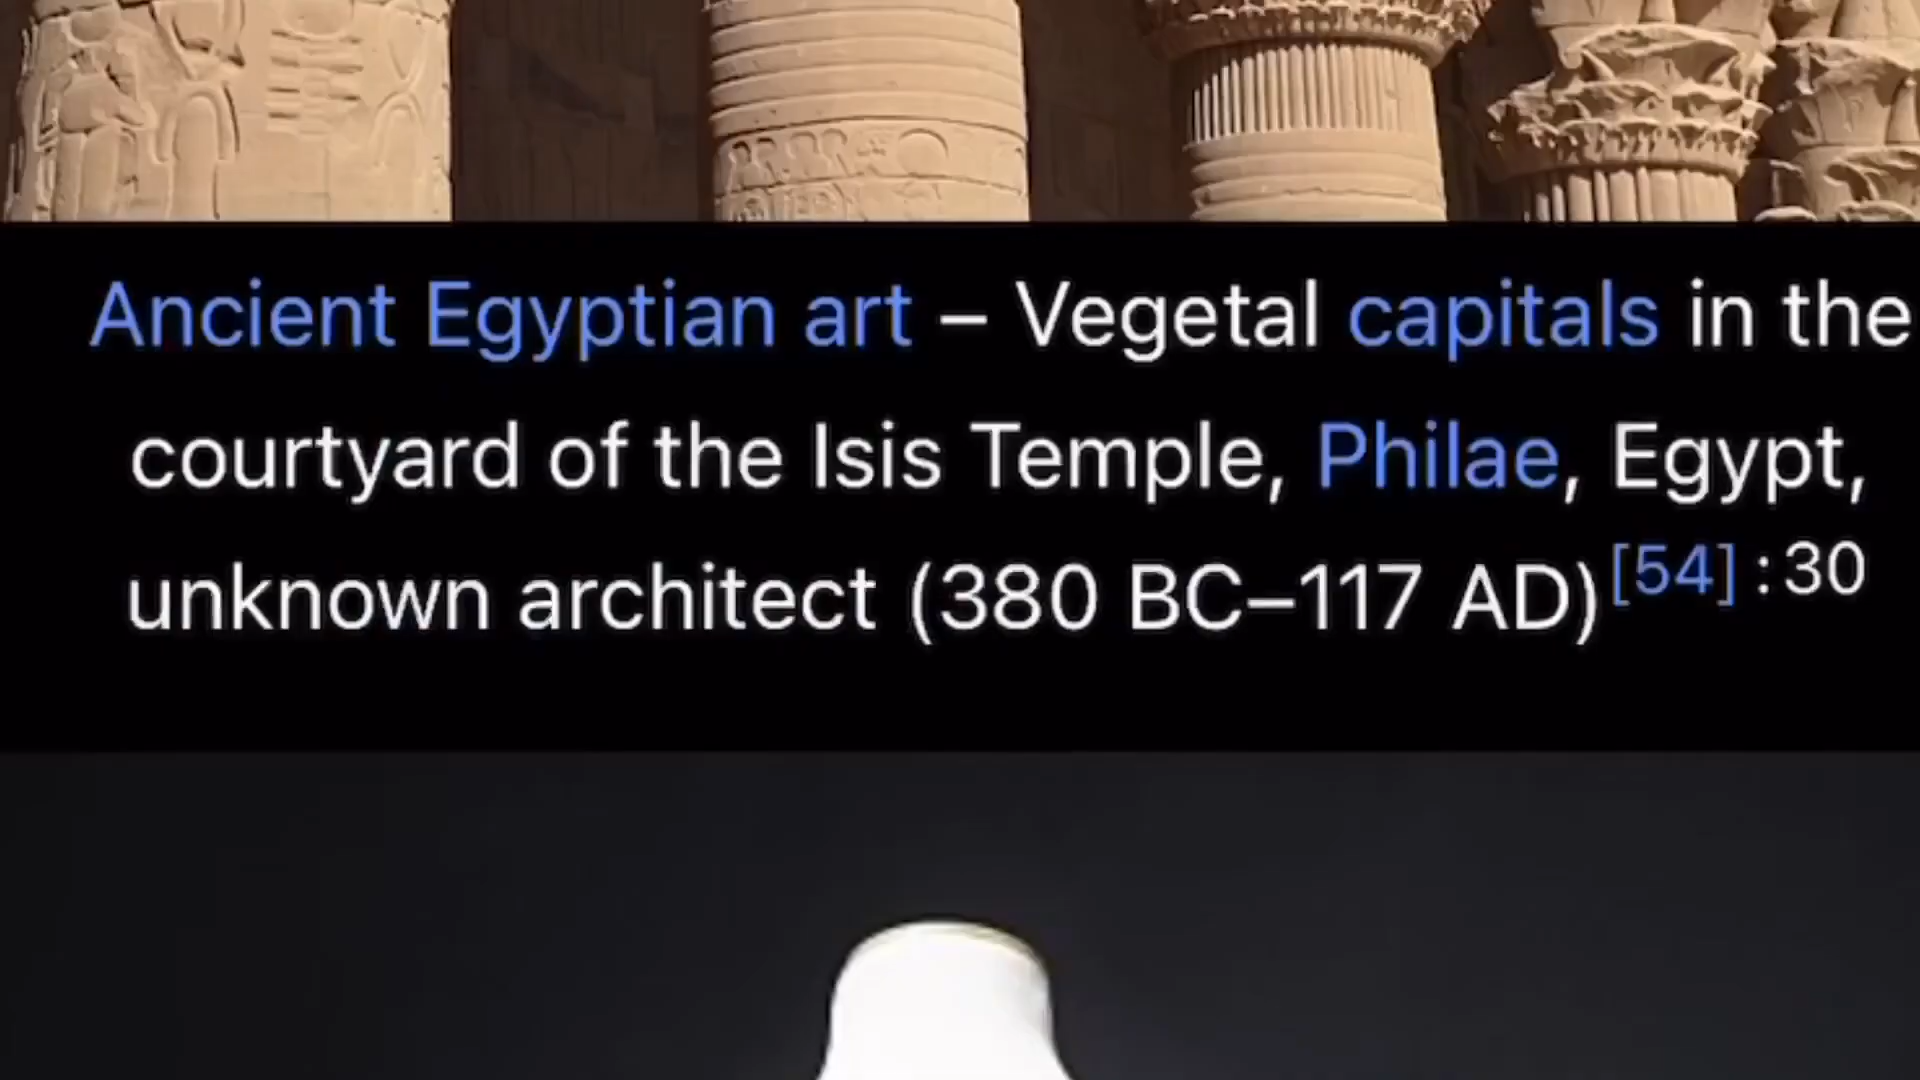 Ancient Egyptian art – Vegetal capitals in the
courtyard of the Isis Temple, Philae, Egypt,
unknown architect (380 BC–117 AD)[54]:30